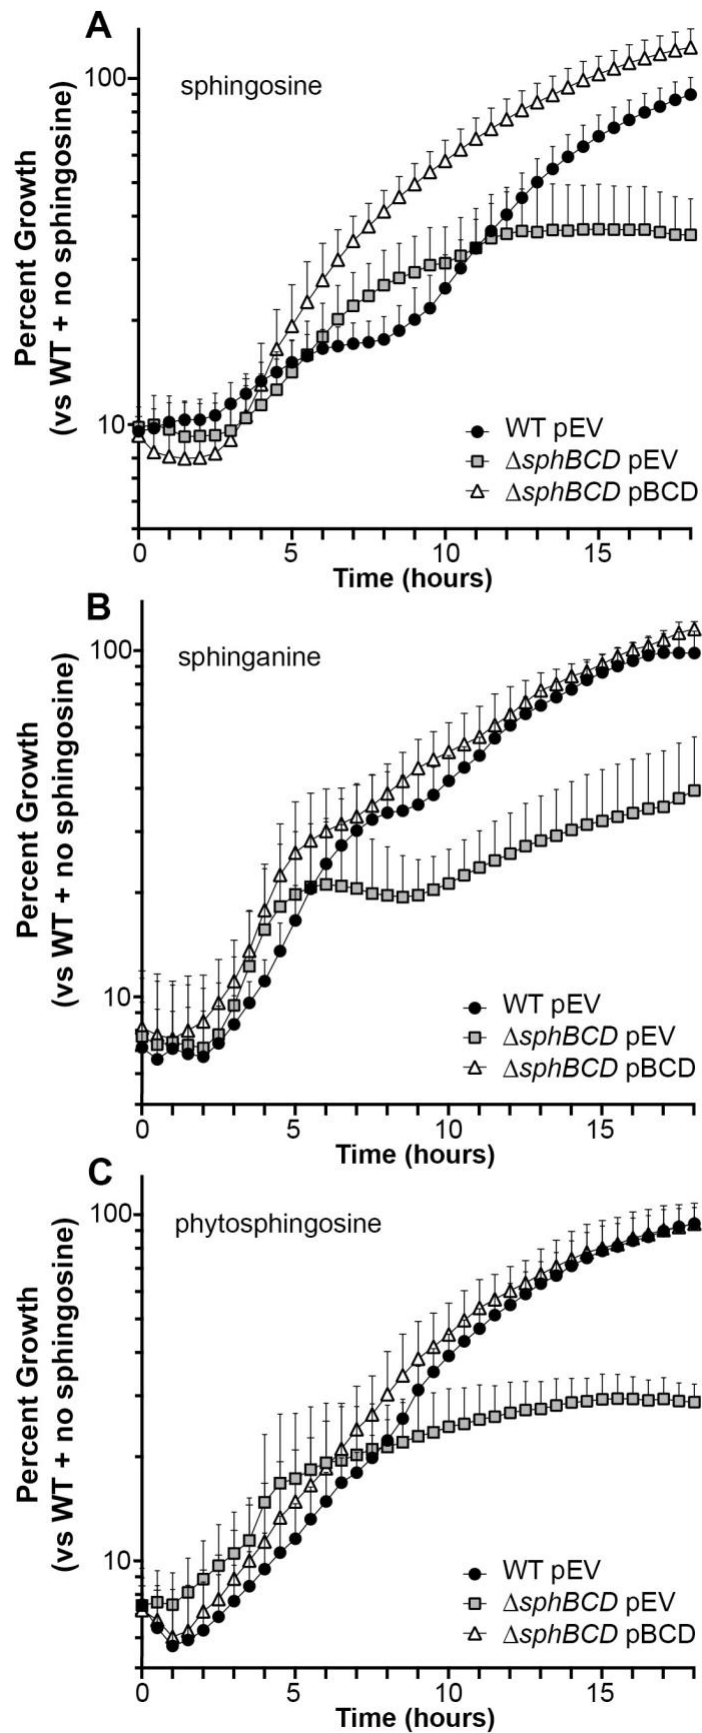 A
sphingosine
Percent Growth
(vs WT + no sphingosine)
100
10
WT pEV
ΔsphBCD pEV
ΔsphBCD pBCD
0 5 10 15
Time (hours)
B
sphinganine
Percent Growth
(vs WT + no sphingosine)
100
10
WT pEV
ΔsphBCD pEV
ΔsphBCD pBCD
0 5 10 15
Time (hours)
C
phytosphingosine
Percent Growth
(vs WT + no sphingosine)
100
10
WT pEV
ΔsphBCD pEV
ΔsphBCD pBCD
0 5 10 15
Time (hours)